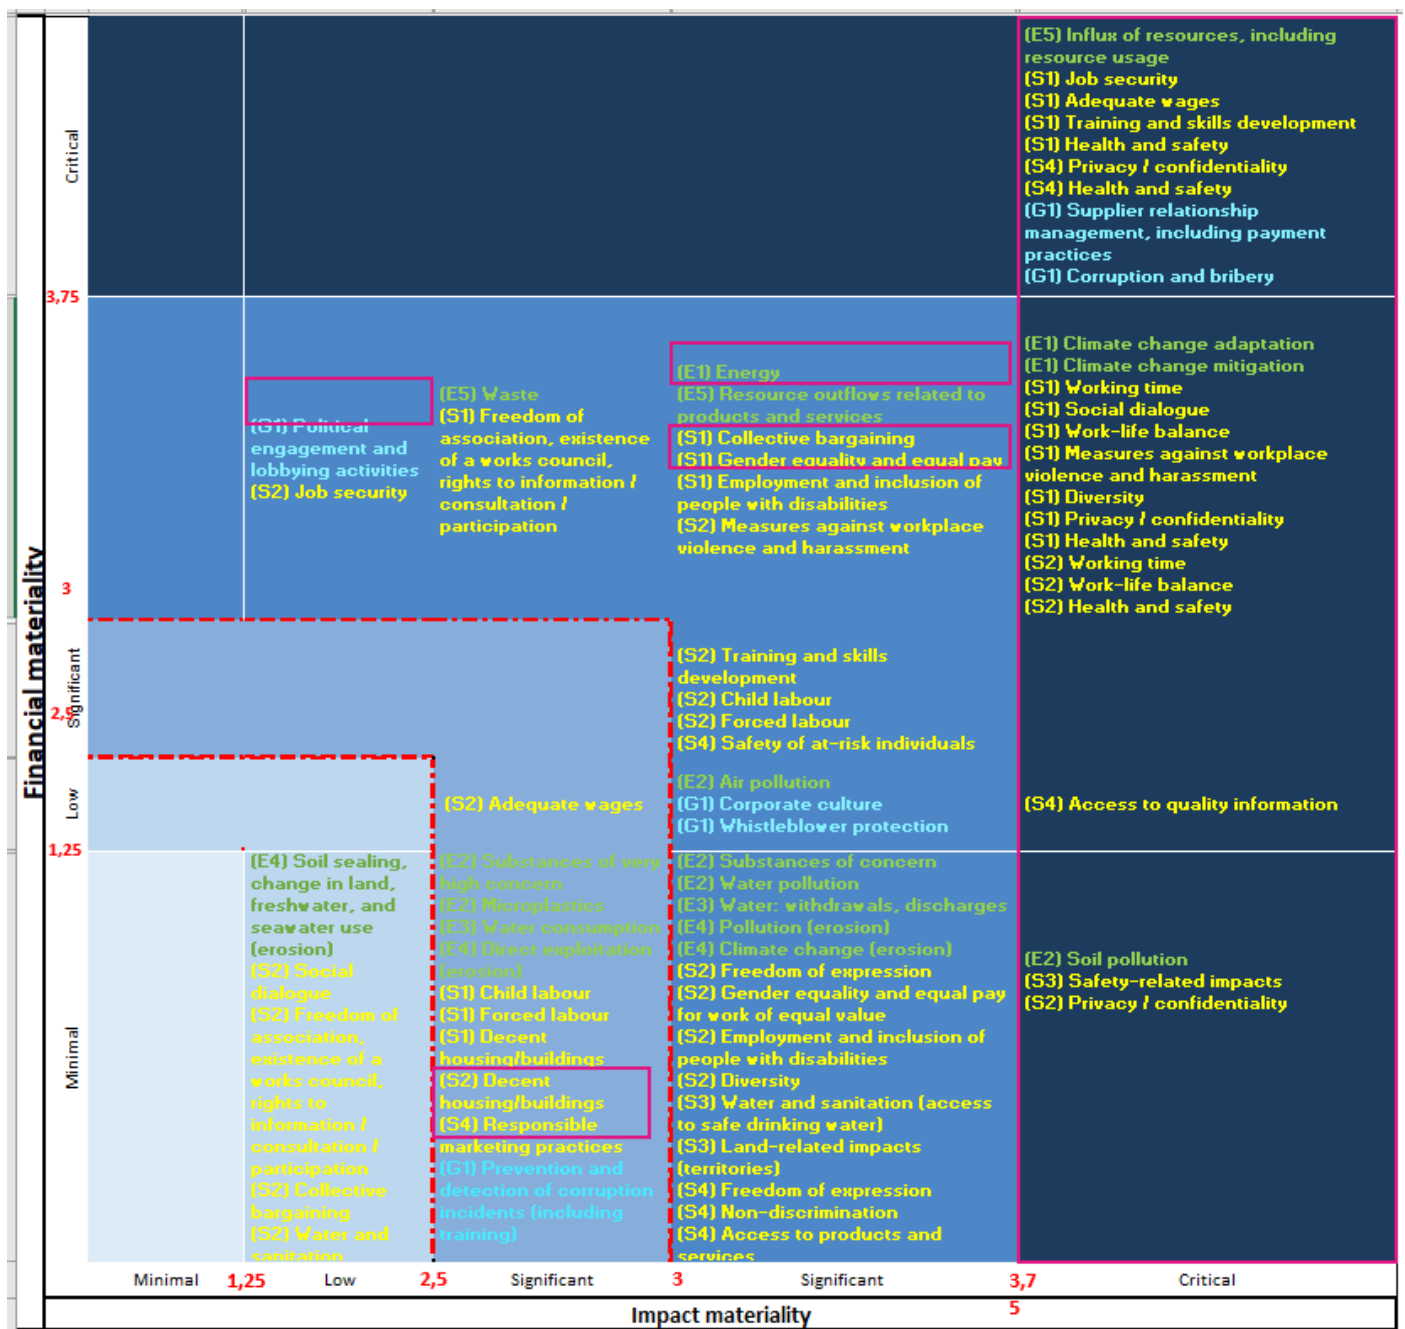 (E5) Influx of resources, including
resource usage
(S1) Job security
(S1) Adequate wages
(S1) Training and skills development
(S1) Health and safety
(S4) Privacy / confidentiality
(S4) Health and safety
(G1) Supplier relationship
management, including payment
practices
(G1) Corruption and bribery
Critical
3,75
(G1) Political
engagement and
lobbying activities
(S2) Job security
(E5) Waste
(S1) Freedom of
association, existence
of a works council,
rights to information /
consultation /
participation
(E1) Energy
(E5) Resource outflows related to
products and services
(S1) Collective bargaining
(S1) Gender equality and equal pay
(S1) Employment and inclusion of
people with disabilities
(S2) Measures against workplace
violence and harassment
(E1) Climate change adaptation
(E1) Climate change mitigation
(S1) Working time
(S1) Social dialogue
(S1) Work-life balance
(S1) Measures against workplace
violence and harassment
(S1) Diversity
(S1) Privacy / confidentiality
(S1) Health and safety
(S2) Working time
(S2) Work-life balance
(S2) Health and safety
Financial materiality
3
Significant
2,5
(S2) Training and skills
development
(S2) Child labour
(S2) Forced labour
(S4) Safety of at-risk individuals
Low
(S2) Adequate wages
(E2) Air pollution
(G1) Corporate culture
(G1) Whistleblower protection
(S4) Access to quality information
1,25
Minimal
(E4) Soil sealing,
change in land,
freshwater, and
seawater use
(erosion)
(S2) Social
dialogue
(S2) Freedom of
association,
existence of a
works council,
rights to
information /
consultation /
participation
(S2) Collective
bargaining
(S2) Water and
sanitation
(E2) Substances of very
high concern
(E2) Microplastics
(E3) Water consumption
(E4) Direct exploitation
(erosion)
(S1) Child labour
(S1) Forced labour
(S1) Decent
housing/buildings
(S2) Decent
housing/buildings
(S4) Responsible
marketing practices
(G1) Prevention and
detection of corruption
incidents (including
training)
(E2) Substances of concern
(E2) Water pollution
(E3) Water: withdrawals, discharges
(E4) Pollution (erosion)
(E4) Climate change (erosion)
(S2) Freedom of expression
(S2) Gender equality and equal pay
for work of equal value
(S2) Employment and inclusion of
people with disabilities
(S2) Diversity
(S3) Water and sanitation (access
to safe drinking water)
(S3) Land-related impacts
(territories)
(S4) Freedom of expression
(S4) Non-discrimination
(S4) Access to products and
services
(E2) Soil pollution
(S3) Safety-related impacts
(S2) Privacy / confidentiality
Minimal 1,25 Low 2,5 Significant 3 Significant 3,7 Critical
5
Impact materiality